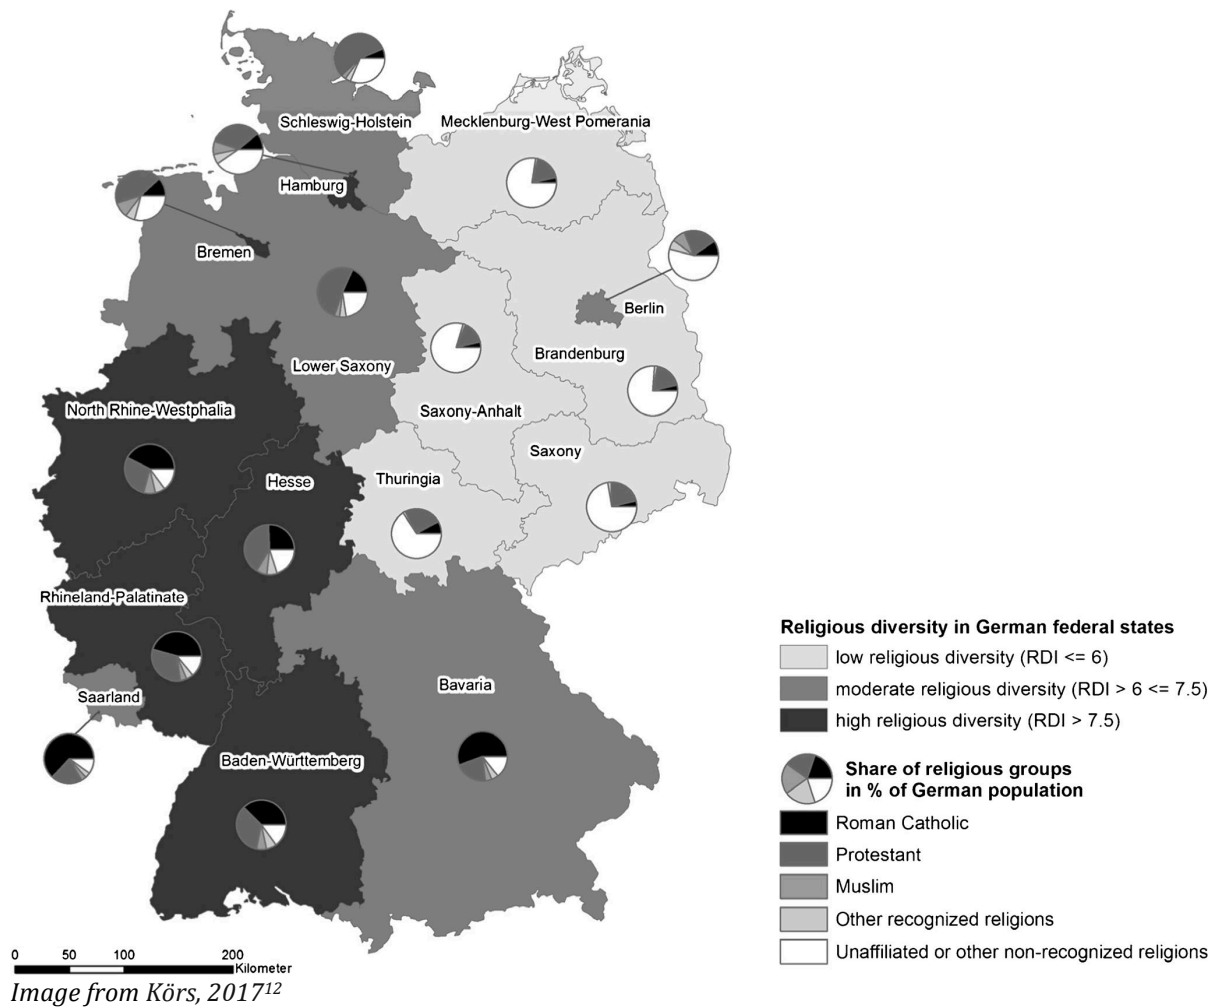 Schleswig-Holstein
Mecklenburg-West Pomerania
Hamburg
Bremen
Berlin
Brandenburg
Lower Saxony
North Rhine-Westphalia
Saxony-Anhalt
Saxony
Thuringia
Hesse
Rhineland-Palatinate
Bavaria
Saarland
Baden-Württemberg
Religious diversity in German federal states
low religious diversity (RDI <= 6)
moderate religious diversity (RDI > 6 <= 7.5)
high religious diversity (RDI > 7.5)
Share of religious groups
in % of German population
Roman Catholic
Protestant
Muslim
Other recognized religions
Unaffiliated or other non-recognized religions
0 50 100 200
Kilometer
Image from Körs, 2017¹²